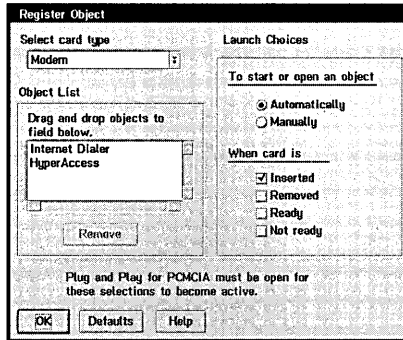 Register Object
Select card type
Modem
Object List
Drag and drop objects to
field below.
Internet Dialer
HyperAccess
Remove
Launch Choices
To start or open an object
Automatically
Manually
When card is
Inserted
Removed
Ready
Not ready
Plug and Play for PCMCIA must be open for
these selections to become active.
OK
Defaults
Help